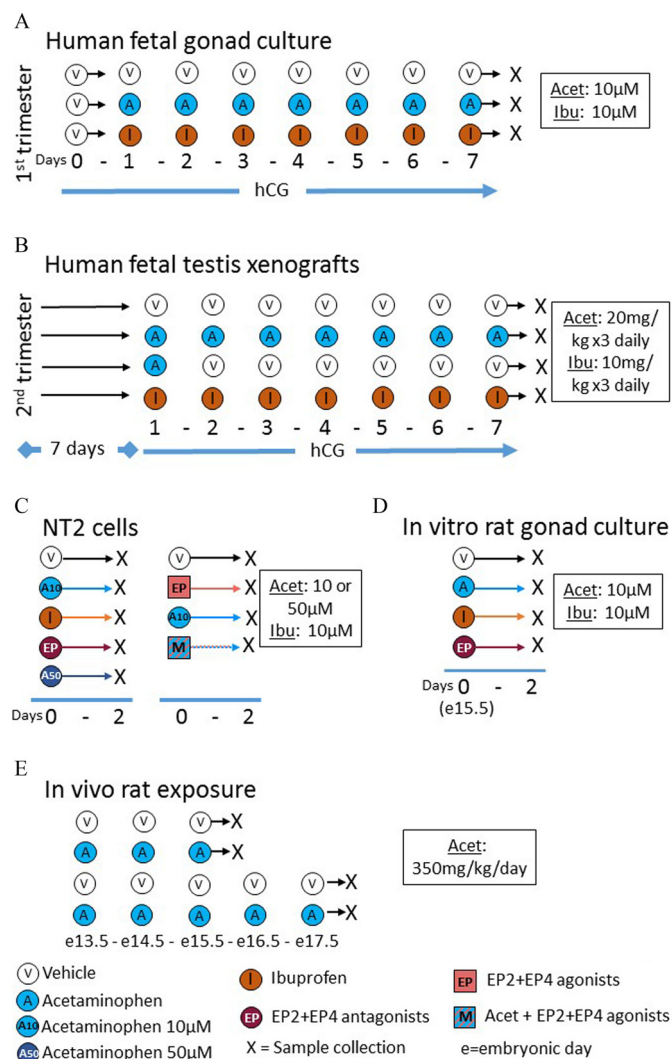 A
Human fetal gonad culture
1st trimester
V V V V V V V V X
V A A A A A A A X
V I I I I I I I X
Days 0 - 1 - 2 - 3 - 4 - 5 - 6 - 7
hCG
Acet: 10µM
Ibu: 10µM
B
Human fetal testis xenografts
2nd trimester
V V V V V V V X
A A A A A A A X
A V V V V V V X
I I I I I I I X
1 - 2 - 3 - 4 - 5 - 6 - 7
7 days
hCG
Acet: 20mg/
kg x3 daily
Ibu: 10mg/
kg x3 daily
C
NT2 cells
V X
A10 X
I X
EP X
A50 X
Days 0 - 2
V X
EP X
A10 X
M X
0 - 2
Acet: 10 or
50µM
Ibu: 10µM
D
In vitro rat gonad culture
V X
A X
I X
EP X
Days 0 - 2
(e15.5)
Acet: 10µM
Ibu: 10µM
E
In vivo rat exposure
V V V X
A A A X
V V V V V X
A A A A A X
e13.5 - e14.5 - e15.5 - e16.5 - e17.5
Acet:
350mg/kg/day
V Vehicle
A Acetaminophen
A10 Acetaminophen 10µM
A50 Acetaminophen 50µM
I Ibuprofen
EP EP2+EP4 antagonists
X = Sample collection
EP EP2+EP4 agonists
M Acet + EP2+EP4 agonists
e=embryonic day